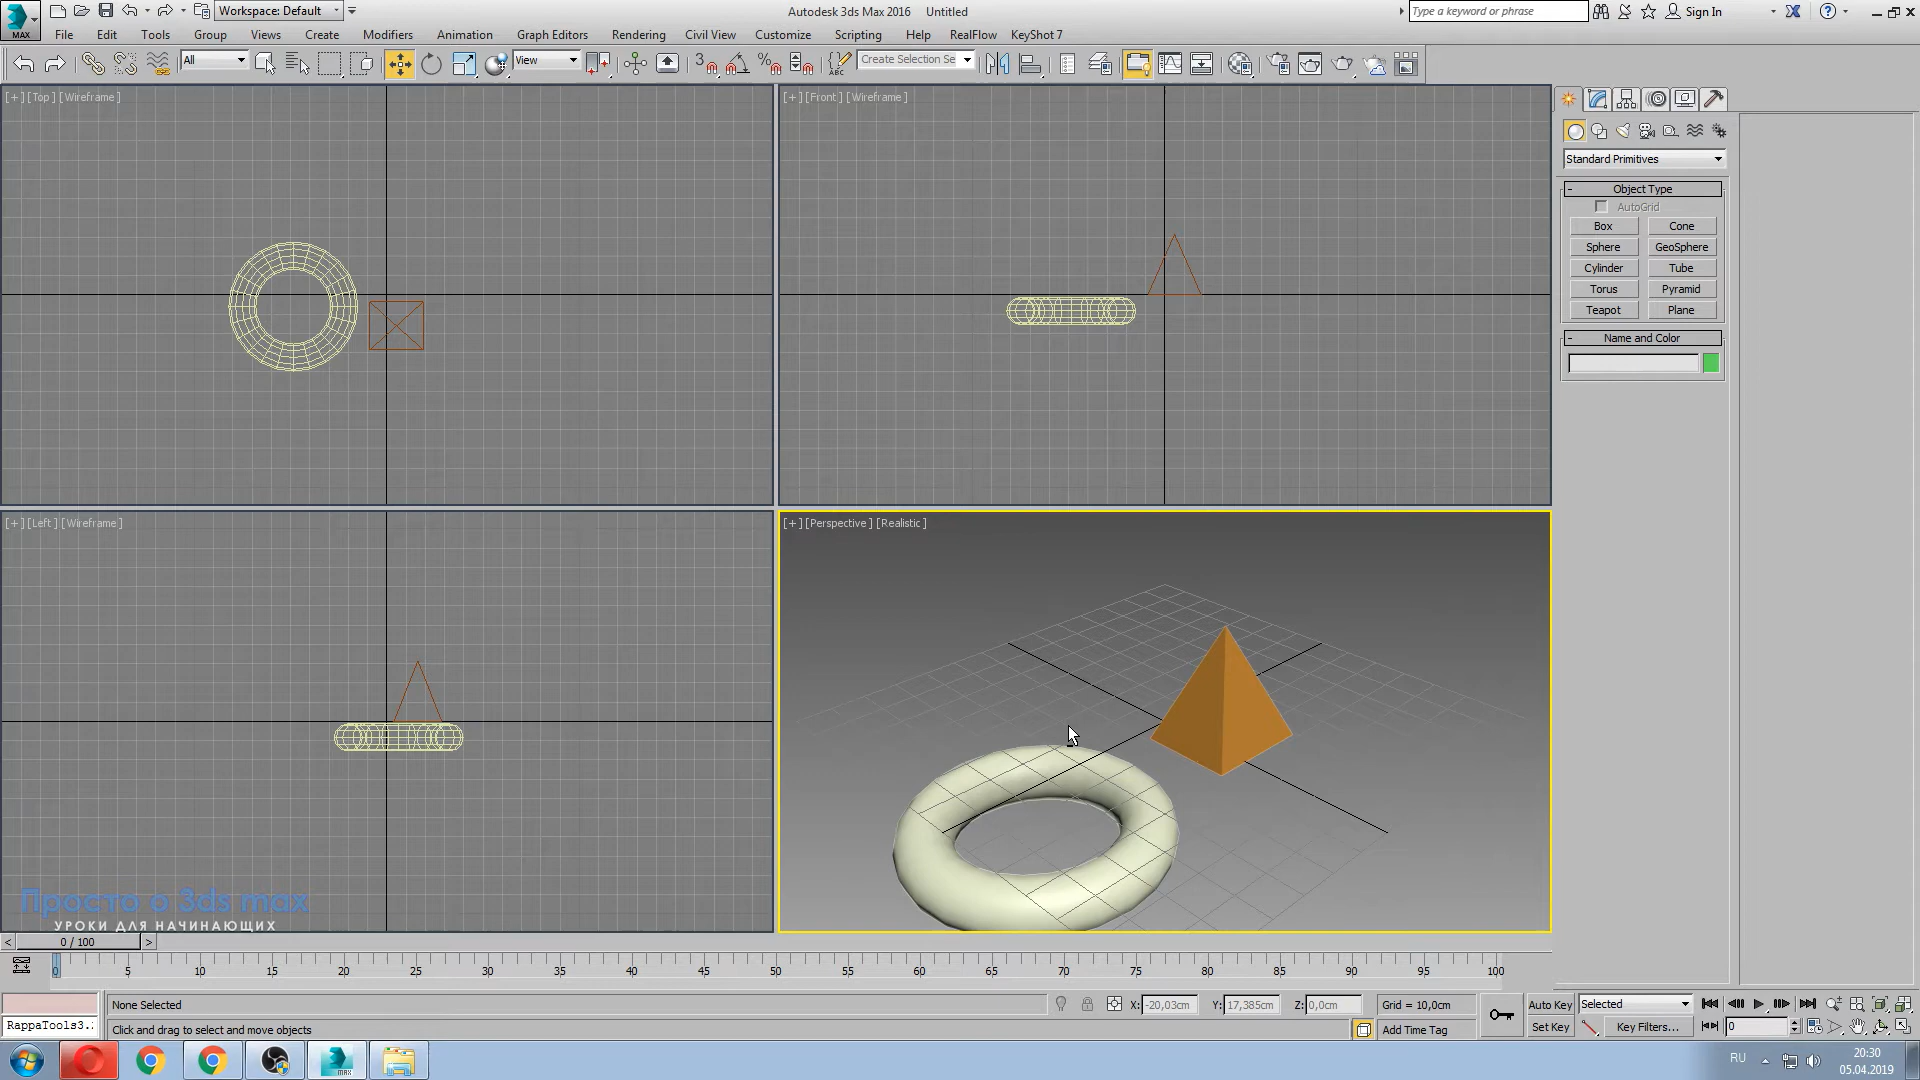 Workspace: Default
Autodesk 3ds Max 2016 Untitled
Type a keyword or phrase
Sign In
MAX
File Edit Tools Group Views Create Modifiers Animation Graph Editors Rendering Civil View Customize Scripting Help RealFlow KeyShot 7
All
View
3
ABC
Create Selection Se
[+] [Top] [Wireframe]
[+] [Front] [Wireframe]
Standard Primitives
- Object Type
AutoGrid
Box Cone
Sphere GeoSphere
Cylinder Tube
Torus Pyramid
Teapot Plane
- Name and Color
[+] [Left] [Wireframe]
[+] [Perspective] [Realistic]
Просто о 3ds max
УРОКИ ДЛЯ НАЧИНАЮЩИХ
< 0 / 100 >
0 5 10 15 20 25 30 35 40 45 50 55 60 65 70 75 80 85 90 95 100
None Selected
X: -20,03cm Y: 17,385cm Z: 0,0cm Grid = 10,0cm
Auto Key Selected
RappaTools3.
Click and drag to select and move objects
Add Time Tag
Set Key Key Filters... 0
MAX
RU
20:30
05.04.2019